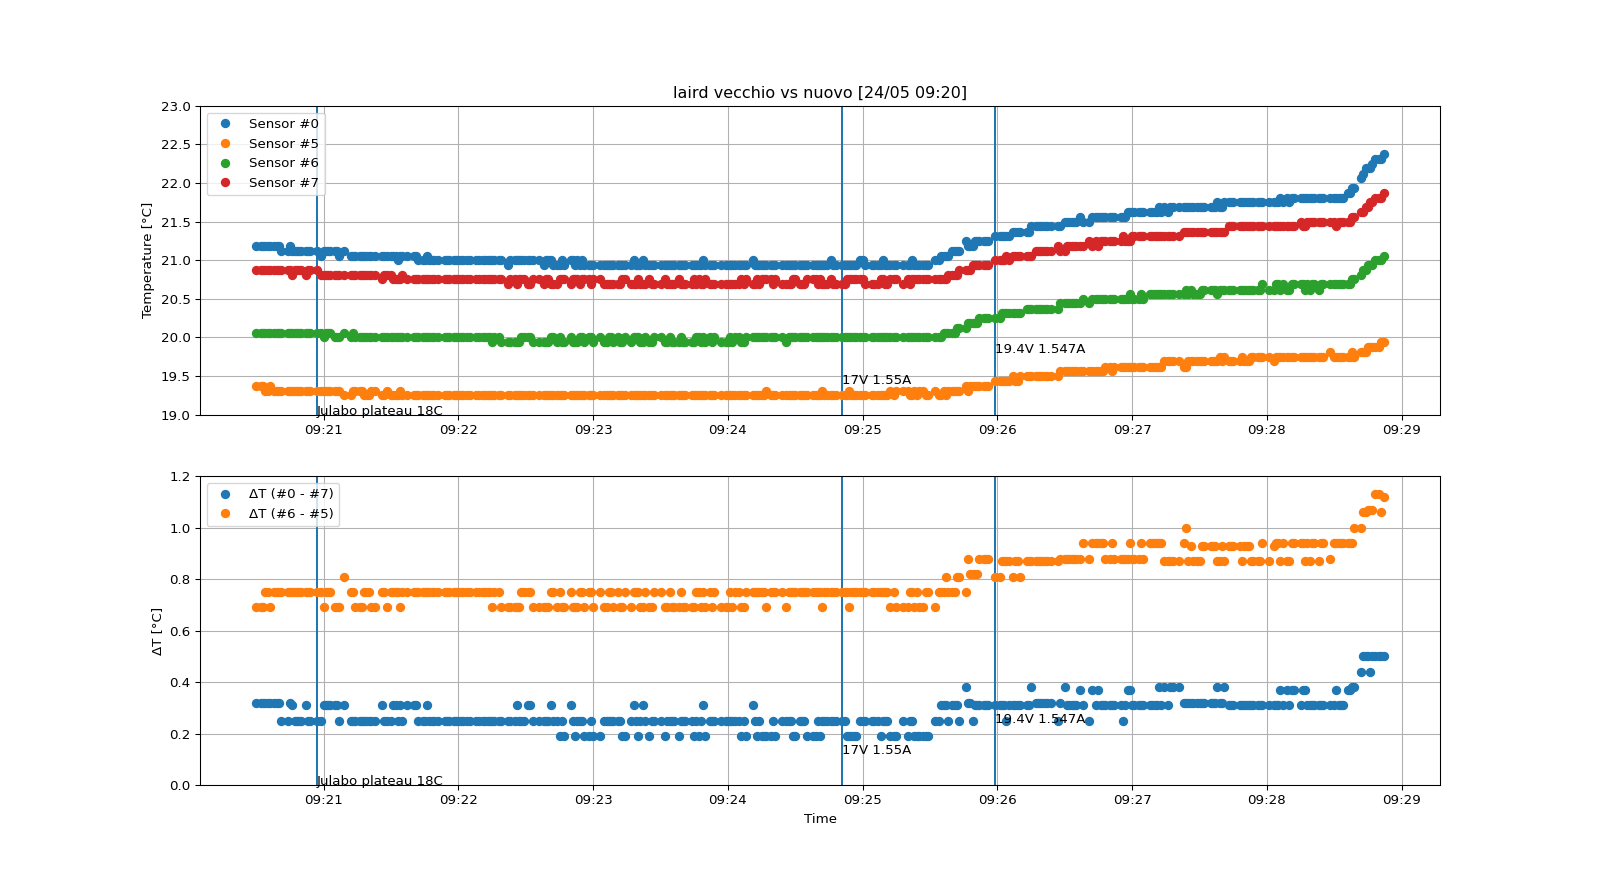 laird vecchio vs nuovo [24/05 09:20]
Temperature [°C]
23.0
22.5
22.0
21.5
21.0
20.5
20.0
19.5
19.0
Sensor #0
Sensor #5
Sensor #6
Sensor #7
19.4V 1.547A
17V 1.55A
Julabo plateau 18C
09:21 09:22 09:23 09:24 09:25 09:26 09:27 09:28 09:29
ΔT [°C]
1.2
1.0
0.8
0.6
0.4
0.2
0.0
ΔT (#0 - #7)
ΔT (#6 - #5)
19.4V 1.547A
17V 1.55A
Julabo plateau 18C
09:21 09:22 09:23 09:24 09:25 09:26 09:27 09:28 09:29
Time